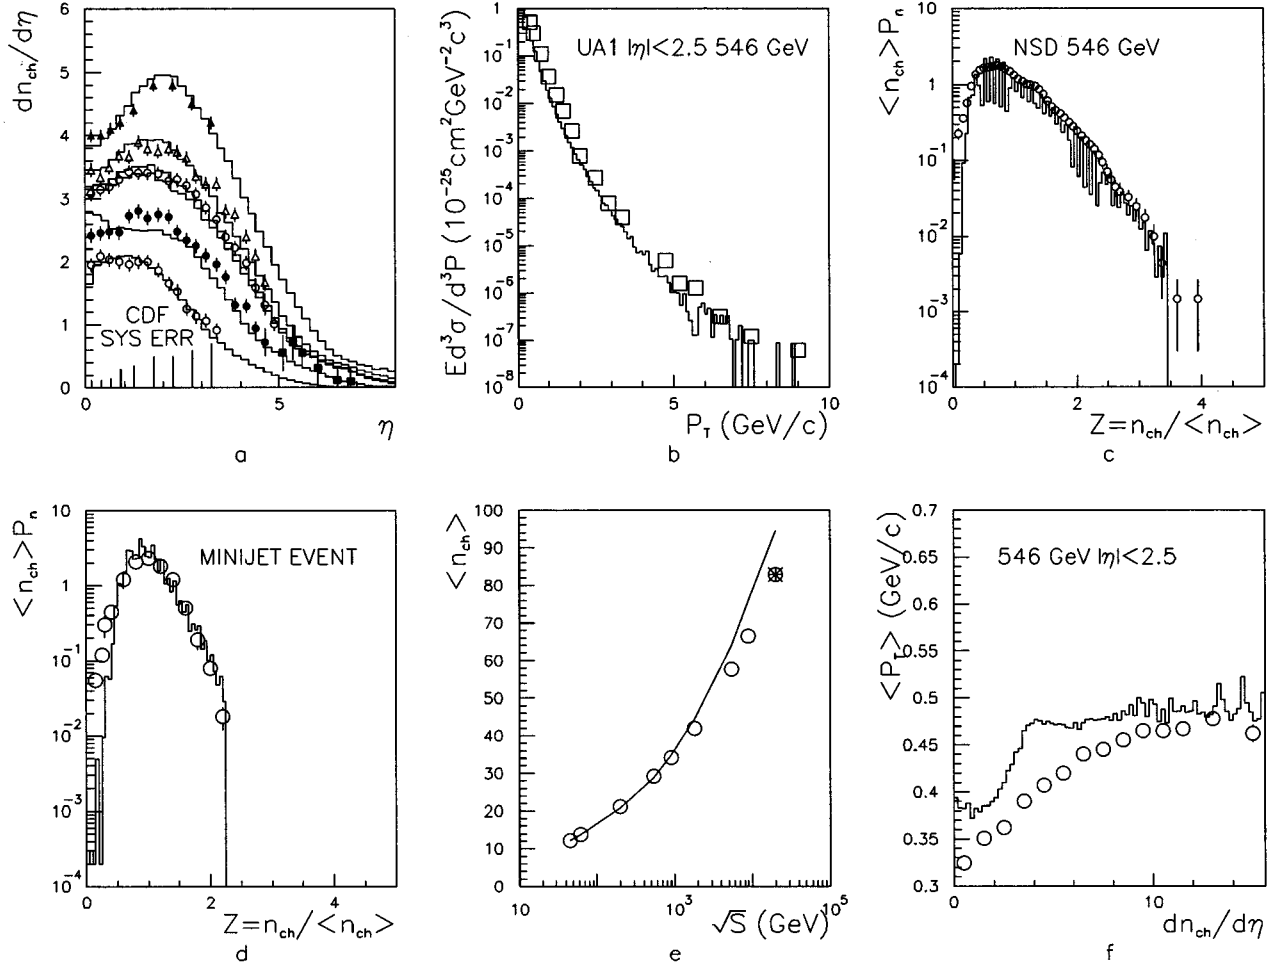 dn_ch/dη
6
5
4
3
2
1
0
CDF
SYS ERR
0
5
η
a
Ed³σ/d³P (10⁻²⁵cm²GeV⁻²c³)
1
10⁻¹
10⁻²
10⁻³
10⁻⁴
10⁻⁵
10⁻⁶
10⁻⁷
10⁻⁸
UA1 |η|<2.5 546 GeV
0
5
10
P_T (GeV/c)
b
<n_ch>P_n
10
1
10⁻¹
10⁻²
10⁻³
10⁻⁴
NSD 546 GeV
0
2
4
Z=n_ch/<n_ch>
c
<n_ch>P_n
10
1
10⁻¹
10⁻²
10⁻³
10⁻⁴
MINIJET EVENT
0
2
4
Z=n_ch/<n_ch>
d
<n_ch>
100
90
80
70
60
50
40
30
20
10
0
10
10³
10⁵
√S (GeV)
e
<P_T> (GeV/c)
0.7
0.65
0.6
0.55
0.5
0.45
0.4
0.35
0.3
546 GeV |η|<2.5
0
10
dn_ch/dη
f